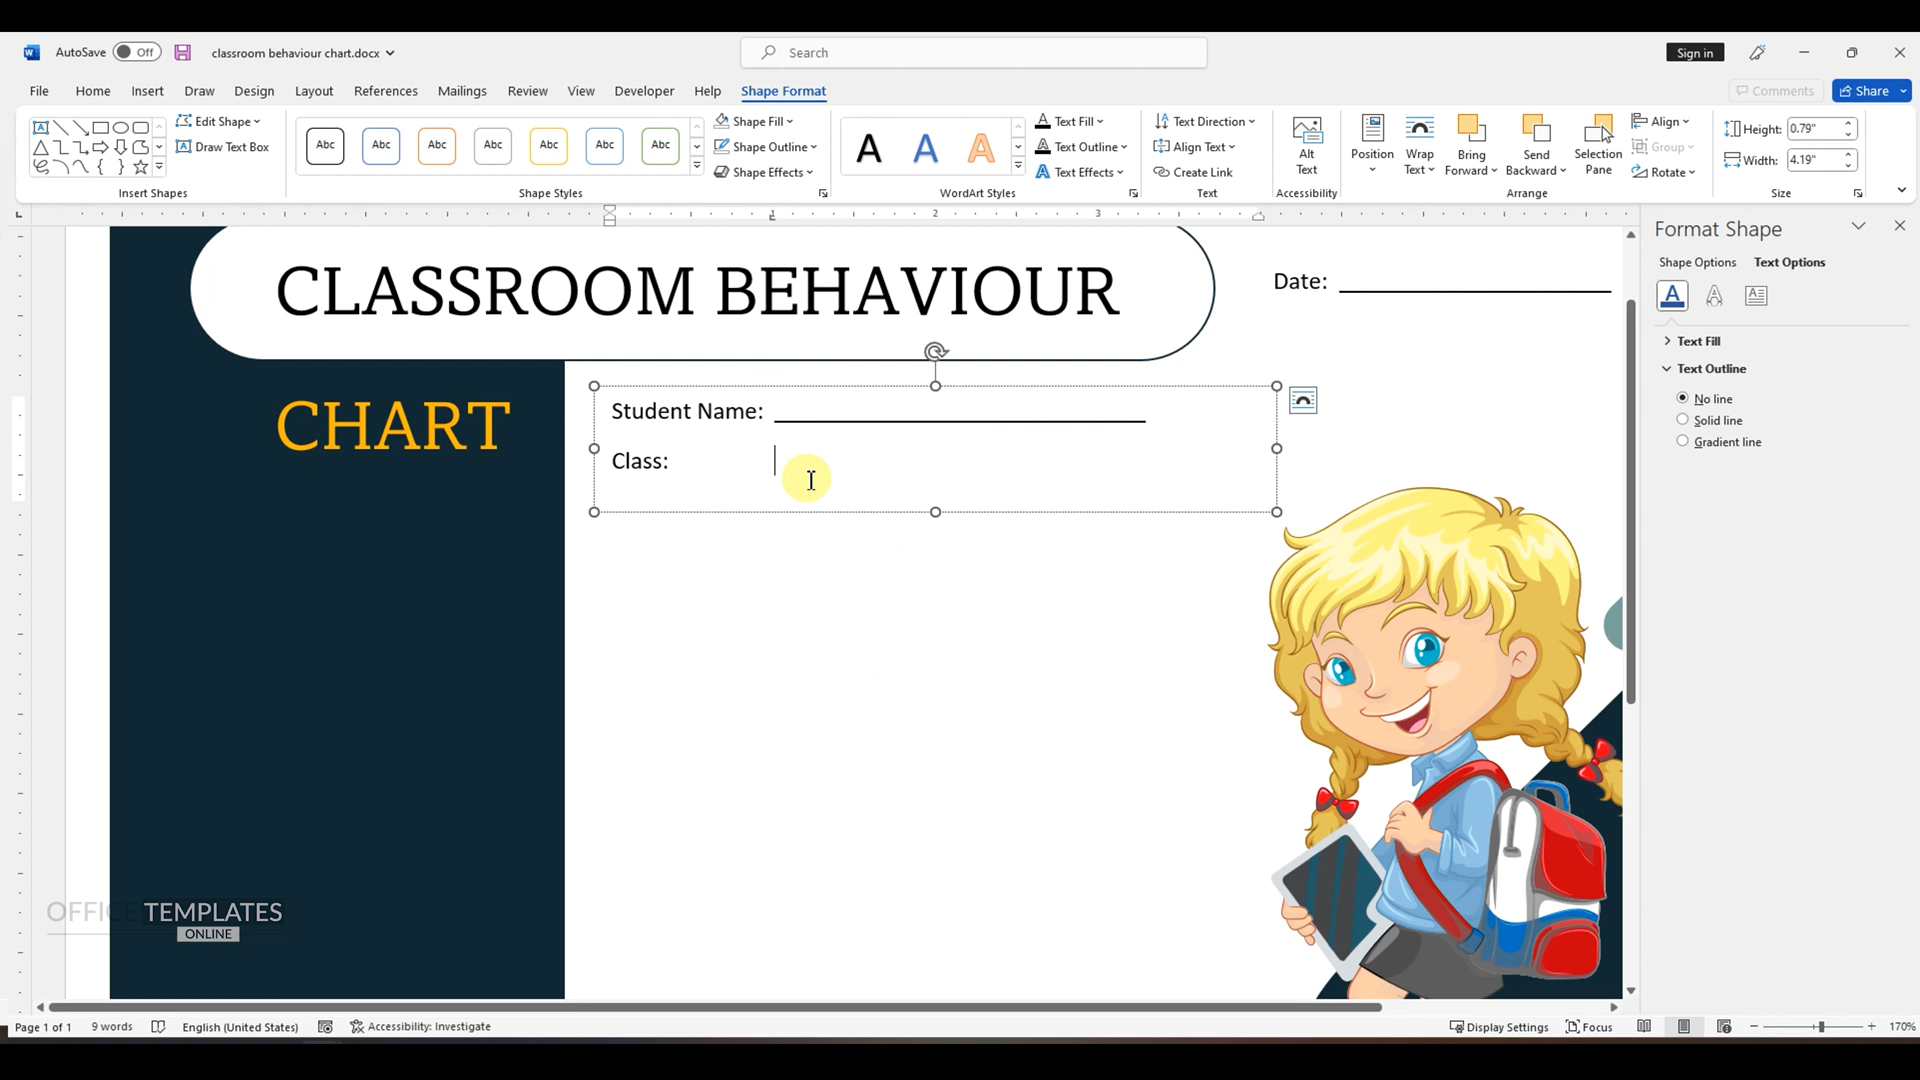 AutoSave Off classroom behaviour chart.docx Search Sign in
File Home Insert Draw Design Layout References Mailings Review View Developer Help Shape Format Comments Share
Edit Shape Draw Text Box Insert Shapes
Abc Abc Abc Abc Abc Abc Abc Shape Styles
Shape Fill
Shape Outline
Shape Effects
A A A WordArt Styles
Text Fill
Text Outline
Text Effects
Text Direction
Align Text
Create Link
Text
Alt Text
Accessibility
Position
Wrap Text
Bring Forward
Send Backward
Selection Pane
Align
Group
Rotate
Arrange
Height: 0.79"
Width: 4.19"
Size
1 2 3
Format Shape
Shape Options Text Options
Text Fill
Text Outline
No line
Solid line
Gradient line
CLASSROOM BEHAVIOUR
Date:
CHART
Student Name:
Class:
OFFICE TEMPLATES
ONLINE
Page 1 of 1 9 words English (United States) Accessibility: Investigate Display Settings Focus 170%